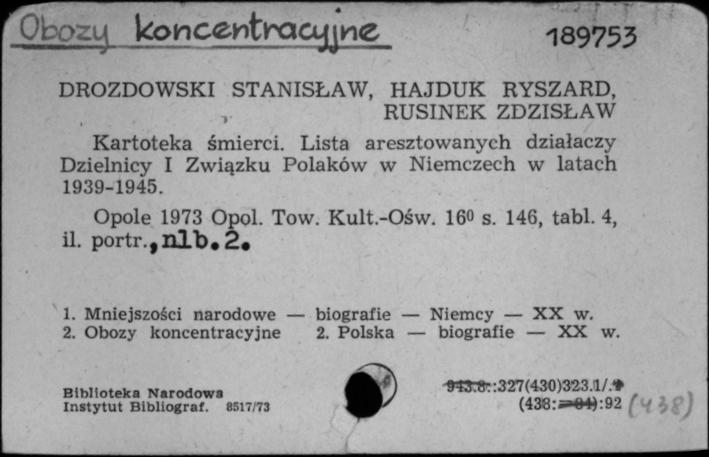 Obozy koncentracyjne
189753
DROZDOWSKI STANISŁAW, HAJDUK RYSZARD,
RUSINEK ZDZISŁAW
Kartoteka śmierci. Lista aresztowanych działaczy
Dzielnicy I Związku Polaków w Niemczech w latach
1939-1945.
Opole 1973 Opol. Tow. Kult.-Ośw. 16⁰ s. 146, tabl. 4,
il. portr., nlb. 2.
1. Mniejszości narodowe — biografie — Niemcy — XX w.
2. Obozy koncentracyjne 2. Polska — biografie — XX w.
Biblioteka Narodowa
Instytut Bibliograf. 8517/73
943.8::327(430)323.1/.
(438:=84):92 (438)